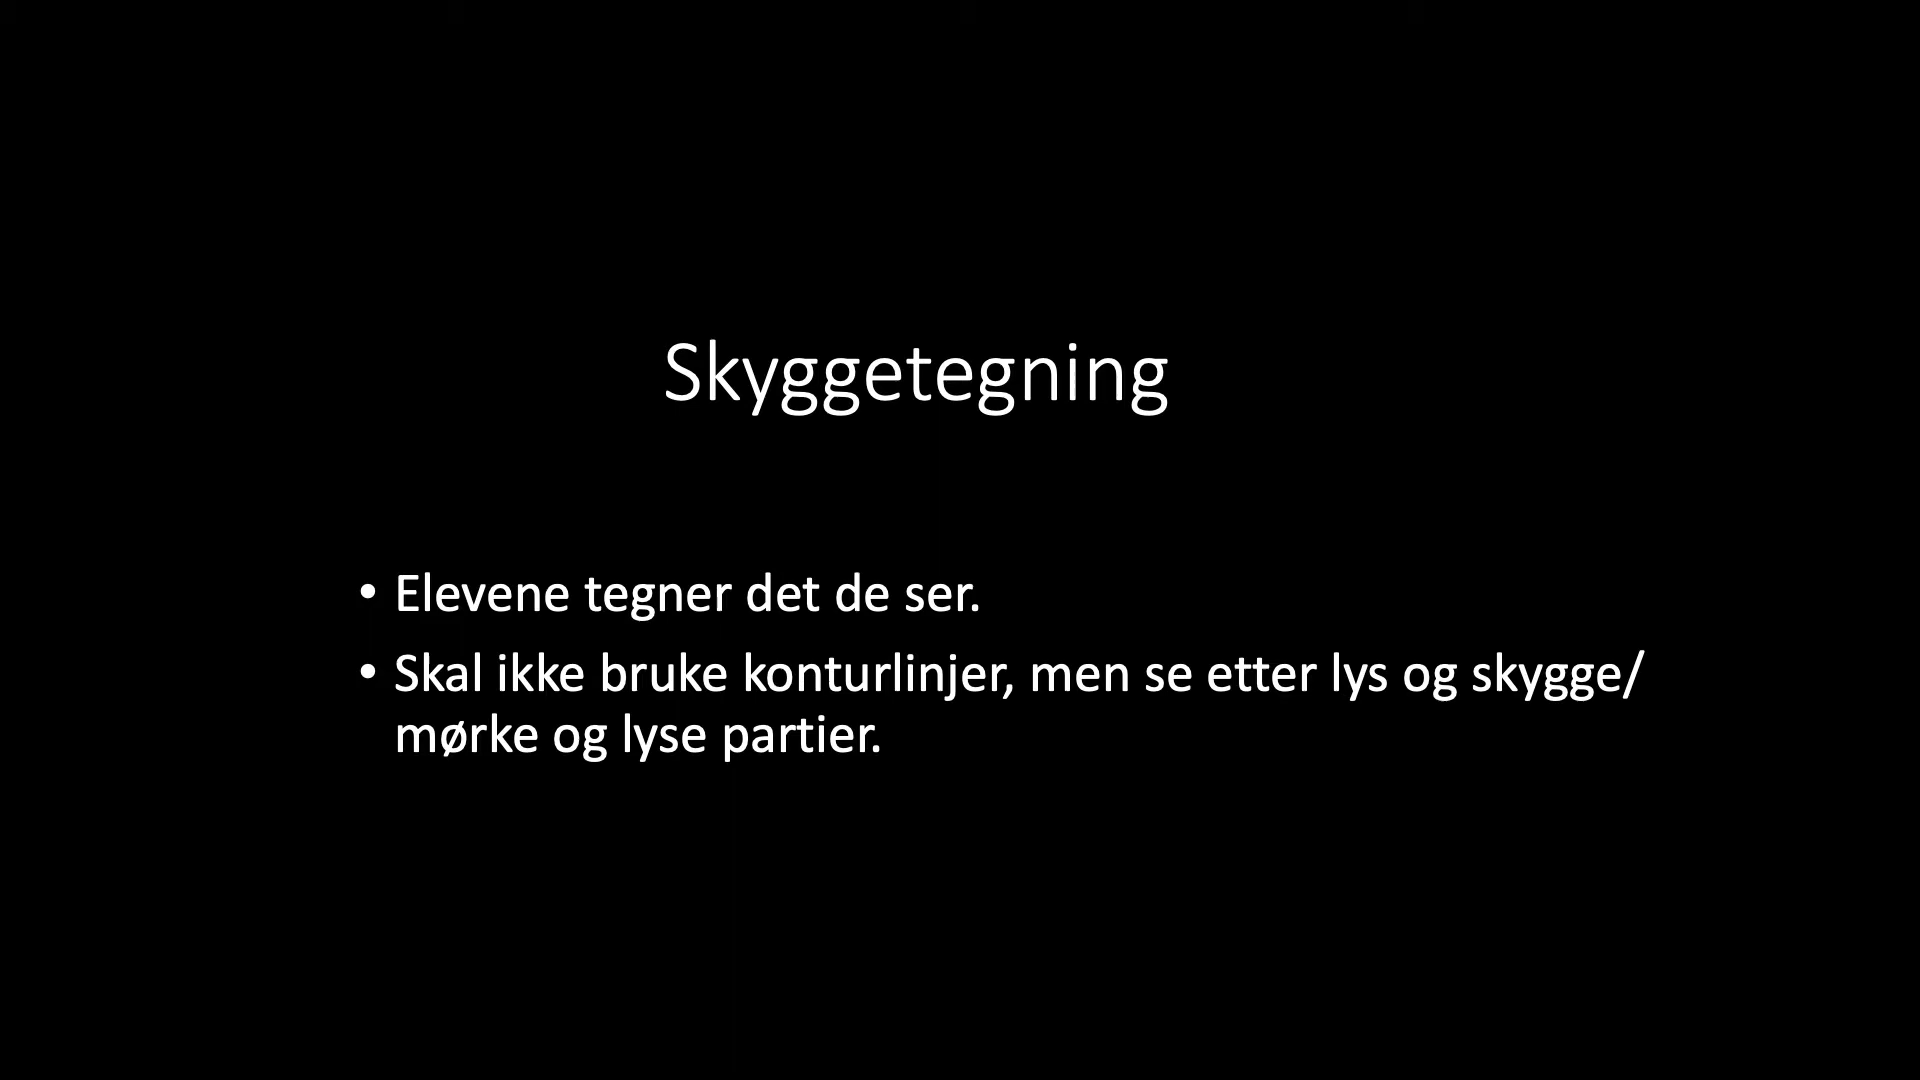 Skyggetegning
• Elevene tegner det de ser.
• Skal ikke bruke konturlinjer, men se etter lys og skygge/
mørke og lyse partier.